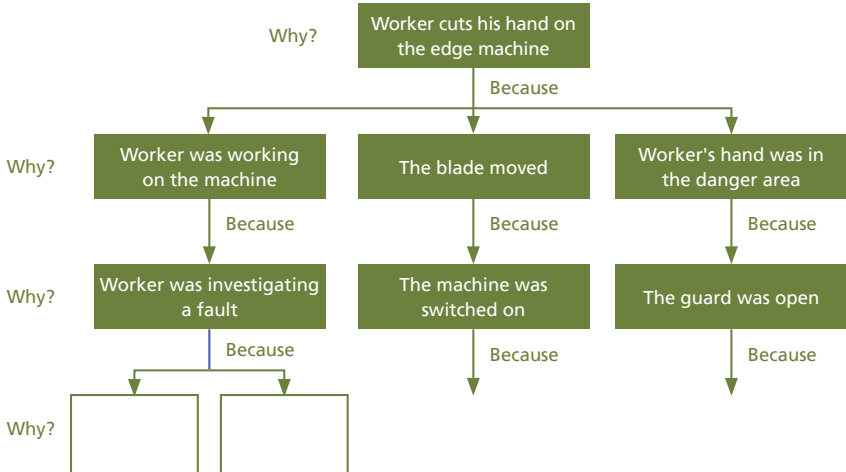 Why?
Worker cuts his hand on
the edge machine
Because
Why?
Worker was working
on the machine
The blade moved
Worker's hand was in
the danger area
Because
Because
Because
Why?
Worker was investigating
a fault
The machine was
switched on
The guard was open
Because
Because
Because
Why?